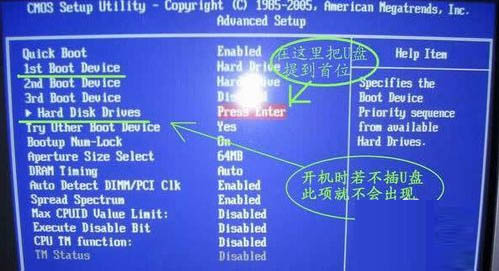 CMOS Setup Utility - Copyright (C) 1985-2005, American Megatrends, Inc.
Advanced Setup
Quick Boot Enabled
1st Boot Device Hard Drive
2nd Boot Device Hard
3rd Boot Device
▶ Hard Disk Drives Press Enter
Try Other Boot Device Yes
Bootup Num-Lock On
Aperture Size Select 64MB
DRAM Timing Auto
Auto Detect DIMM/PCI Clk Enabled
Spread Spectrum Enabled
Max CPUID Value Limit: Disabled
Execute Disable Bit Disabled
CPU TM function: Disabled
TM Status Disabled
在这里把U盘
提到首位
Help Item
Specifies the
Boot Device
Priority sequence
from available
Hard Drives.
开机时若不插U盘
此项就不会出现.